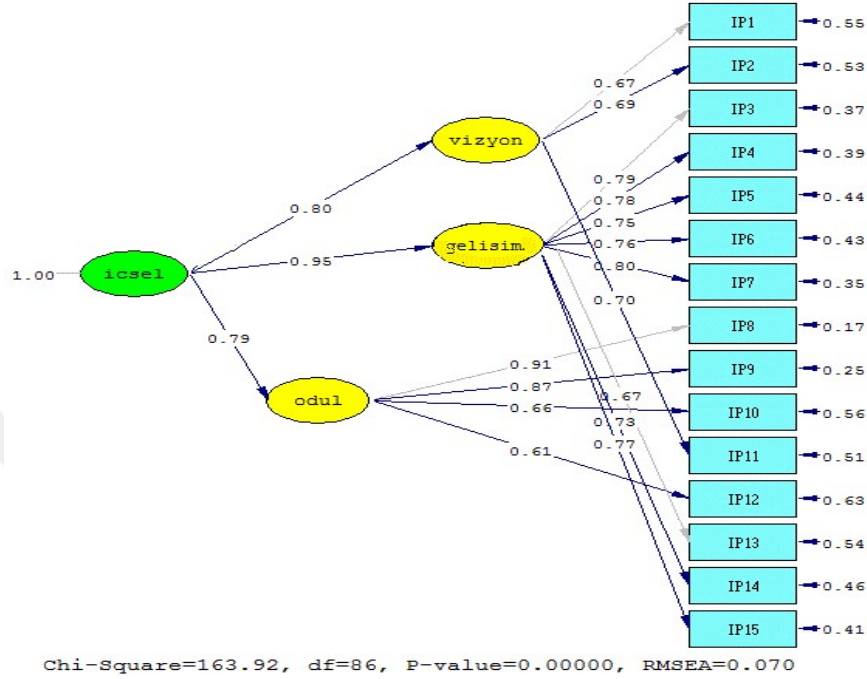 IP1
0.55
IP2
0.53
0.67
0.69
IP3
0.37
vizyon
IP4
0.39
0.79
0.78
IP5
0.44
0.80
0.75
gelisim
0.76
IP6
0.43
0.95
0.80
1.00
icsel
IP7
0.35
0.70
IP8
0.17
0.79
0.91
IP9
0.25
0.87
odul
0.67
0.66
IP10
0.56
0.73
0.77
0.61
IP11
0.51
IP12
0.63
IP13
0.54
IP14
0.46
IP15
0.41
Chi-Square=163.92, df=86, P-value=0.00000, RMSEA=0.070